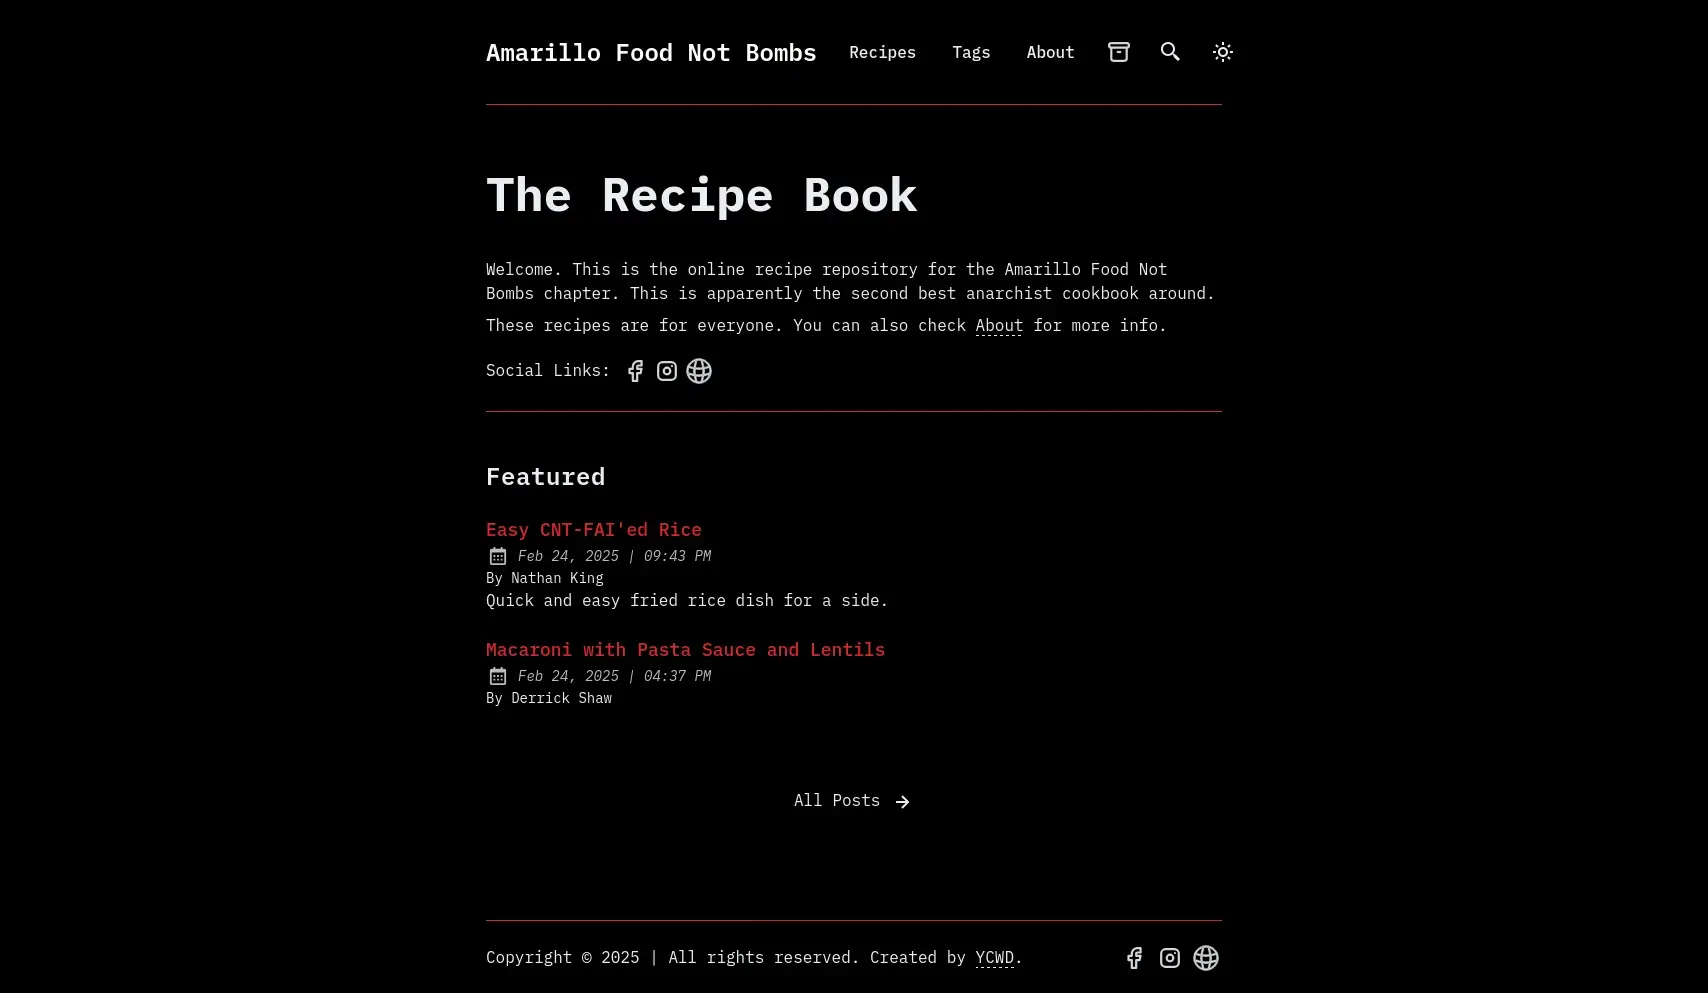 Amarillo Food Not Bombs Recipes Tags About
The Recipe Book
Welcome. This is the online recipe repository for the Amarillo Food Not
Bombs chapter. This is apparently the second best anarchist cookbook around.
These recipes are for everyone. You can also check About for more info.
Social Links:
Featured
Easy CNT-FAI'ed Rice
Feb 24, 2025 | 09:43 PM
By Nathan King
Quick and easy fried rice dish for a side.
Macaroni with Pasta Sauce and Lentils
Feb 24, 2025 | 04:37 PM
By Derrick Shaw
All Posts
Copyright © 2025 | All rights reserved. Created by YCWD.